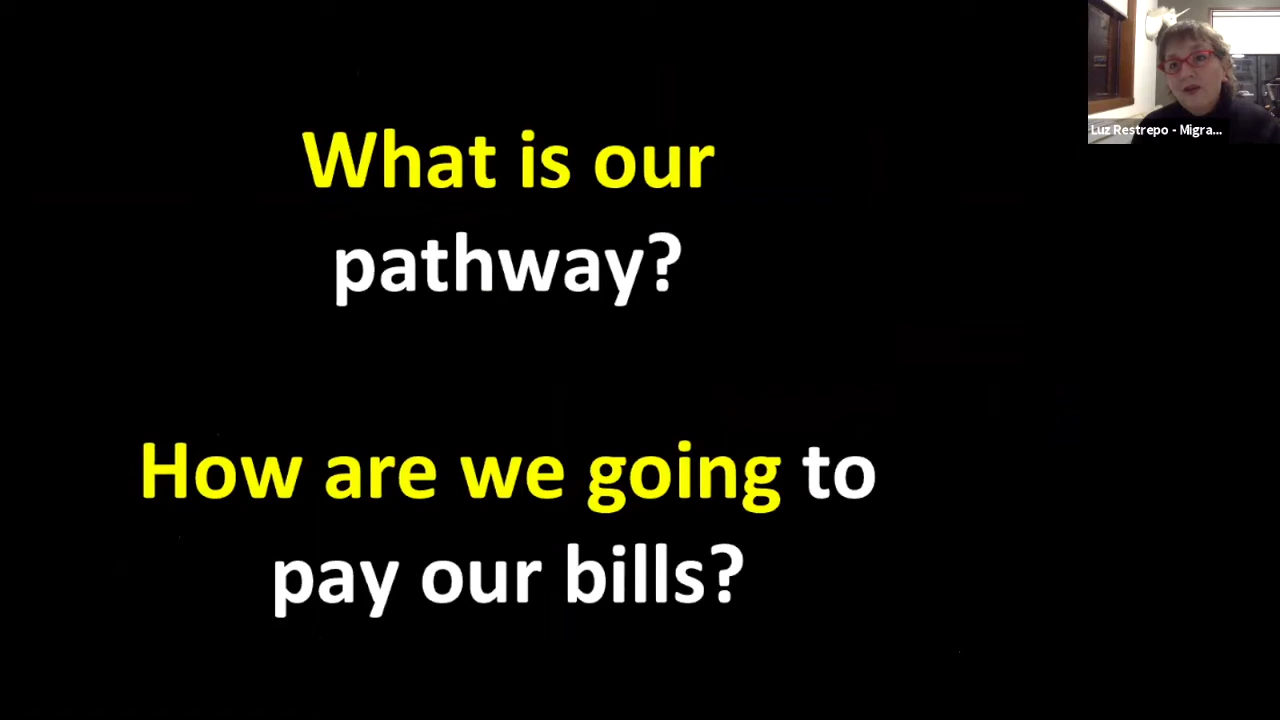 What is our
pathway?
How are we going to
pay our bills?
Luz Restrepo - Migra...